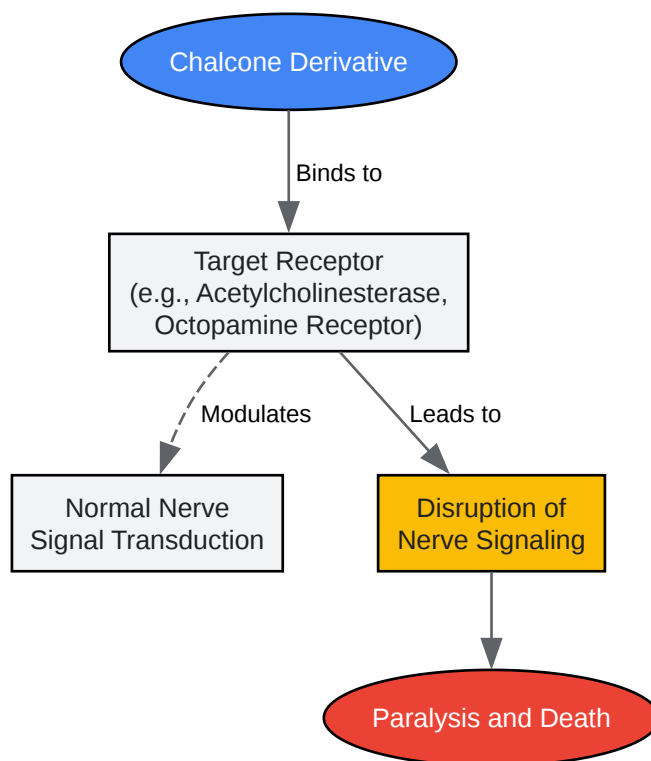 Chalcone Derivative
Binds to
Target Receptor
(e.g., Acetylcholinesterase,
Octopamine Receptor)
Modulates
Leads to
Normal Nerve
Signal Transduction
Disruption of
Nerve Signaling
Paralysis and Death